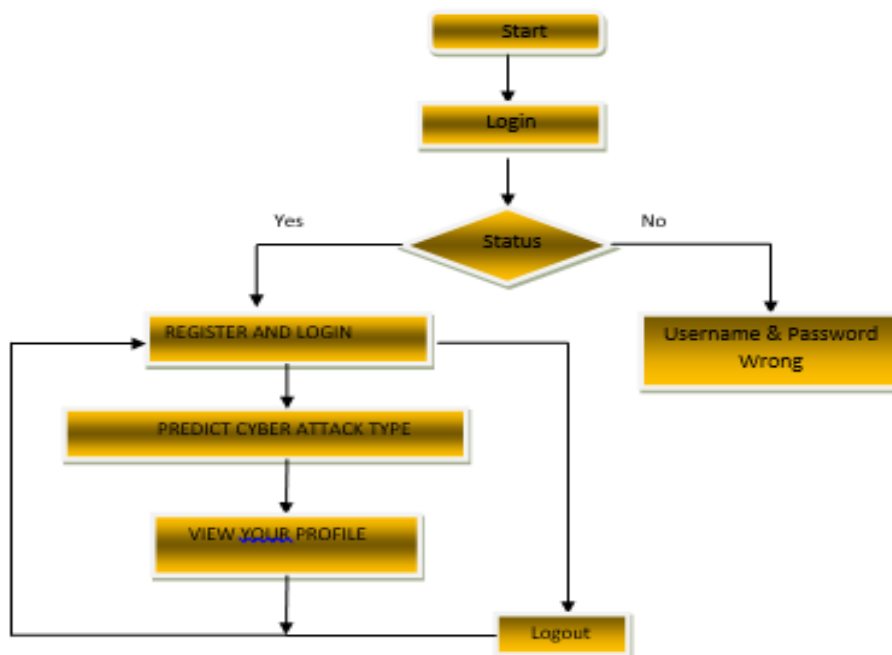 Start
Login
Status
Yes
No
REGISTER AND LOGIN
Username & Password
Wrong
PREDICT CYBER ATTACK TYPE
VIEW YOUR PROFILE
Logout